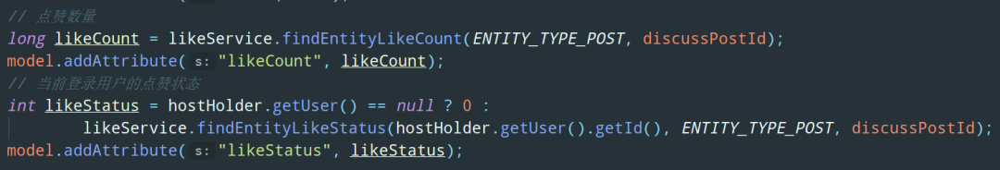 // 点赞数量
long likeCount = likeService.findEntityLikeCount(ENTITY_TYPE_POST, discussPostId);
model.addAttribute( s: "likeCount", likeCount);
// 当前登录用户的点赞状态
int likeStatus = hostHolder.getUser() == null ? 0 :
likeService.findEntityLikeStatus(hostHolder.getUser().getId(), ENTITY_TYPE_POST, discussPostId);
model.addAttribute( s: "likeStatus", likeStatus);